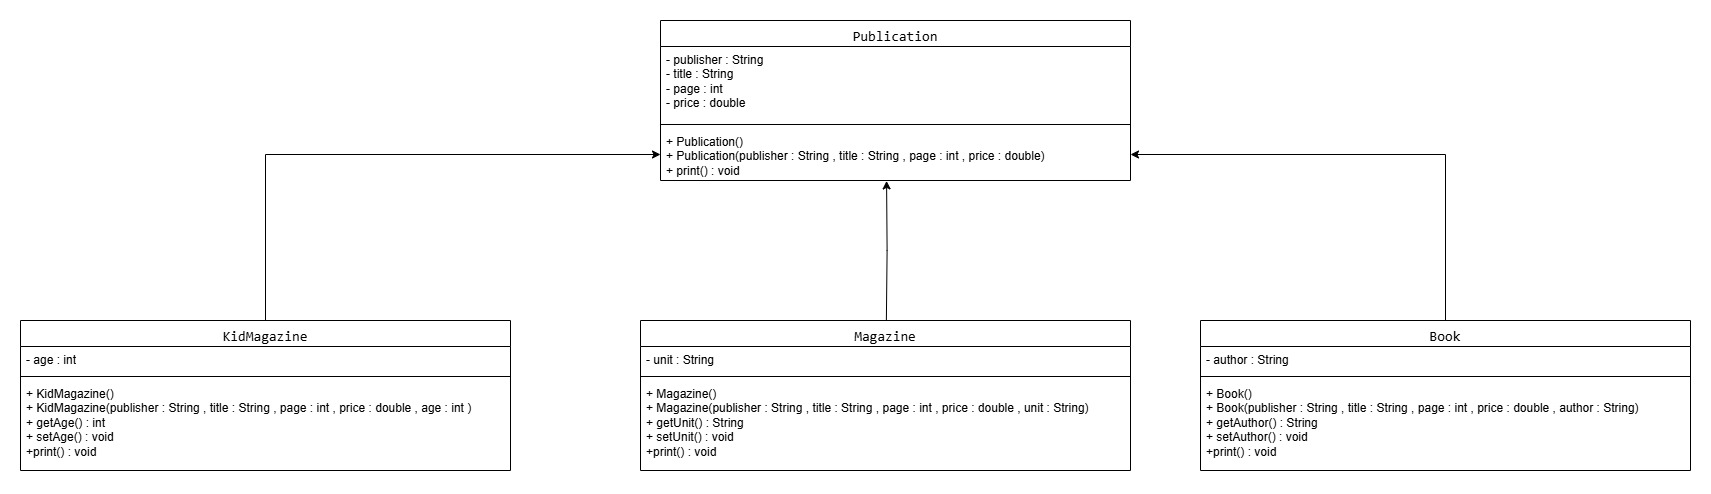 Publication
- publisher : String
- title : String
- page : int
- price : double
+ Publication()
+ Publication(publisher : String , title : String , page : int , price : double)
+ print() : void
KidMagazine
- age : int
+ KidMagazine()
+ KidMagazine(publisher : String , title : String , page : int , price : double , age : int )
+ getAge() : int
+ setAge() : void
+print() : void
Magazine
- unit : String
+ Magazine()
+ Magazine(publisher : String , title : String , page : int , price : double , unit : String)
+ getUnit() : String
+ setUnit() : void
+print() : void
Book
- author : String
+ Book()
+ Book(publisher : String , title : String , page : int , price : double , author : String)
+ getAuthor() : String
+ setAuthor() : void
+print() : void